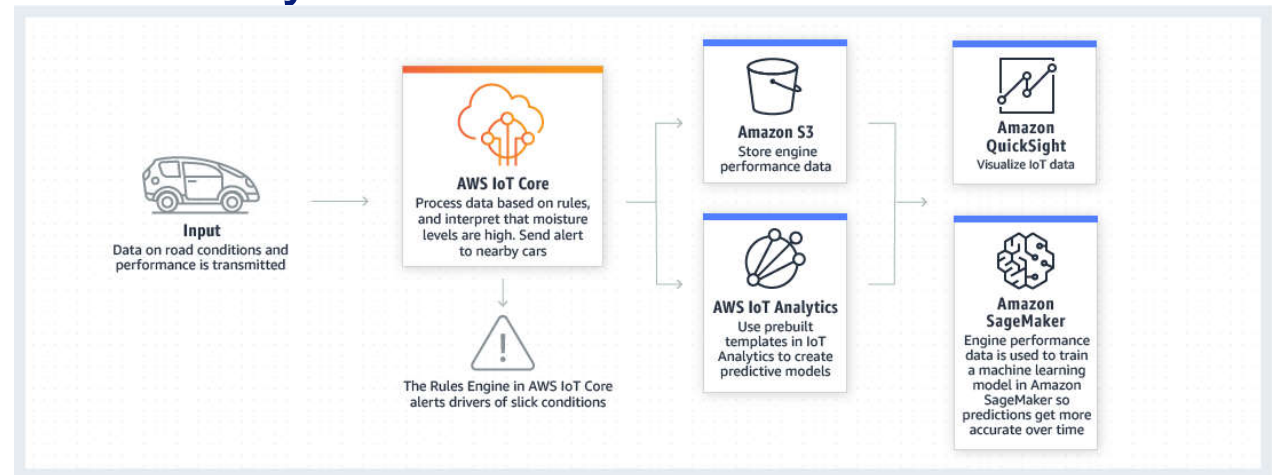 Input
Data on road conditions and
performance is transmitted
AWS IoT Core
Process data based on rules,
and interpret that moisture
levels are high. Send alert
to nearby cars
The Rules Engine in AWS IoT Core
alerts drivers of slick conditions
Amazon S3
Store engine
performance data
AWS IoT Analytics
Use prebuilt
templates in IoT
Analytics to create
predictive models
Amazon
QuickSight
Visualize IoT data
Amazon
SageMaker
Engine performance
data is used to train
a machine learning
model in Amazon
SageMaker so
predictions get more
accurate over time